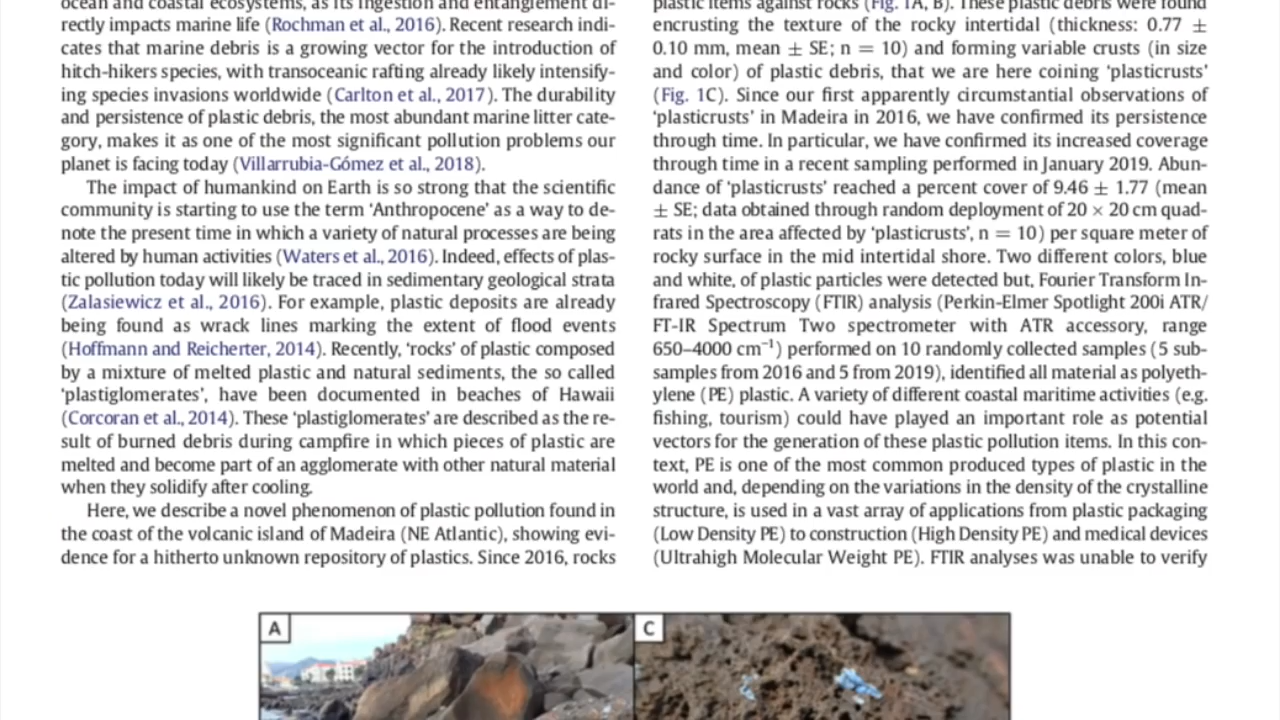 ocean and coastal ecosystems, as its ingestion and entanglement di-
rectly impacts marine life (Rochman et al., 2016). Recent research indi-
cates that marine debris is a growing vector for the introduction of
hitch-hikers species, with transoceanic rafting already likely intensify-
ing species invasions worldwide (Carlton et al., 2017). The durability
and persistence of plastic debris, the most abundant marine litter cate-
gory, makes it as one of the most significant pollution problems our
planet is facing today (Villarrubia-Gómez et al., 2018).
The impact of humankind on Earth is so strong that the scientific
community is starting to use the term ‘Anthropocene’ as a way to de-
note the present time in which a variety of natural processes are being
altered by human activities (Waters et al., 2016). Indeed, effects of plas-
tic pollution today will likely be traced in sedimentary geological strata
(Zalasiewicz et al., 2016). For example, plastic deposits are already
being found as wrack lines marking the extent of flood events
(Hoffmann and Reicherter, 2014). Recently, ‘rocks’ of plastic composed
by a mixture of melted plastic and natural sediments, the so called
‘plastiglomerates’, have been documented in beaches of Hawaii
(Corcoran et al., 2014). These ‘plastiglomerates’ are described as the re-
sult of burned debris during campfire in which pieces of plastic are
melted and become part of an agglomerate with other natural material
when they solidify after cooling.
Here, we describe a novel phenomenon of plastic pollution found in
the coast of the volcanic island of Madeira (NE Atlantic), showing evi-
dence for a hitherto unknown repository of plastics. Since 2016, rocks
plastic items against rocks (Fig. 1A, B). These plastic debris were found
encrusting the texture of the rocky intertidal (thickness: 0.77 ±
0.10 mm, mean ± SE; n = 10) and forming variable crusts (in size
and color) of plastic debris, that we are here coining ‘plasticrusts’
(Fig. 1C). Since our first apparently circumstantial observations of
‘plasticrusts’ in Madeira in 2016, we have confirmed its persistence
through time. In particular, we have confirmed its increased coverage
through time in a recent sampling performed in January 2019. Abun-
dance of ‘plasticrusts’ reached a percent cover of 9.46 ± 1.77 (mean
± SE; data obtained through random deployment of 20 × 20 cm quad-
rats in the area affected by ‘plasticrusts’, n = 10) per square meter of
rocky surface in the mid intertidal shore. Two different colors, blue
and white, of plastic particles were detected but, Fourier Transform In-
frared Spectroscopy (FTIR) analysis (Perkin-Elmer Spotlight 200i ATR/
FT-IR Spectrum Two spectrometer with ATR accessory, range
650–4000 cm⁻¹) performed on 10 randomly collected samples (5 sub-
samples from 2016 and 5 from 2019), identified all material as polyeth-
ylene (PE) plastic. A variety of different coastal maritime activities (e.g.
fishing, tourism) could have played an important role as potential
vectors for the generation of these plastic pollution items. In this con-
text, PE is one of the most common produced types of plastic in the
world and, depending on the variations in the density of the crystalline
structure, is used in a vast array of applications from plastic packaging
(Low Density PE) to construction (High Density PE) and medical devices
(Ultrahigh Molecular Weight PE). FTIR analyses was unable to verify
A
C